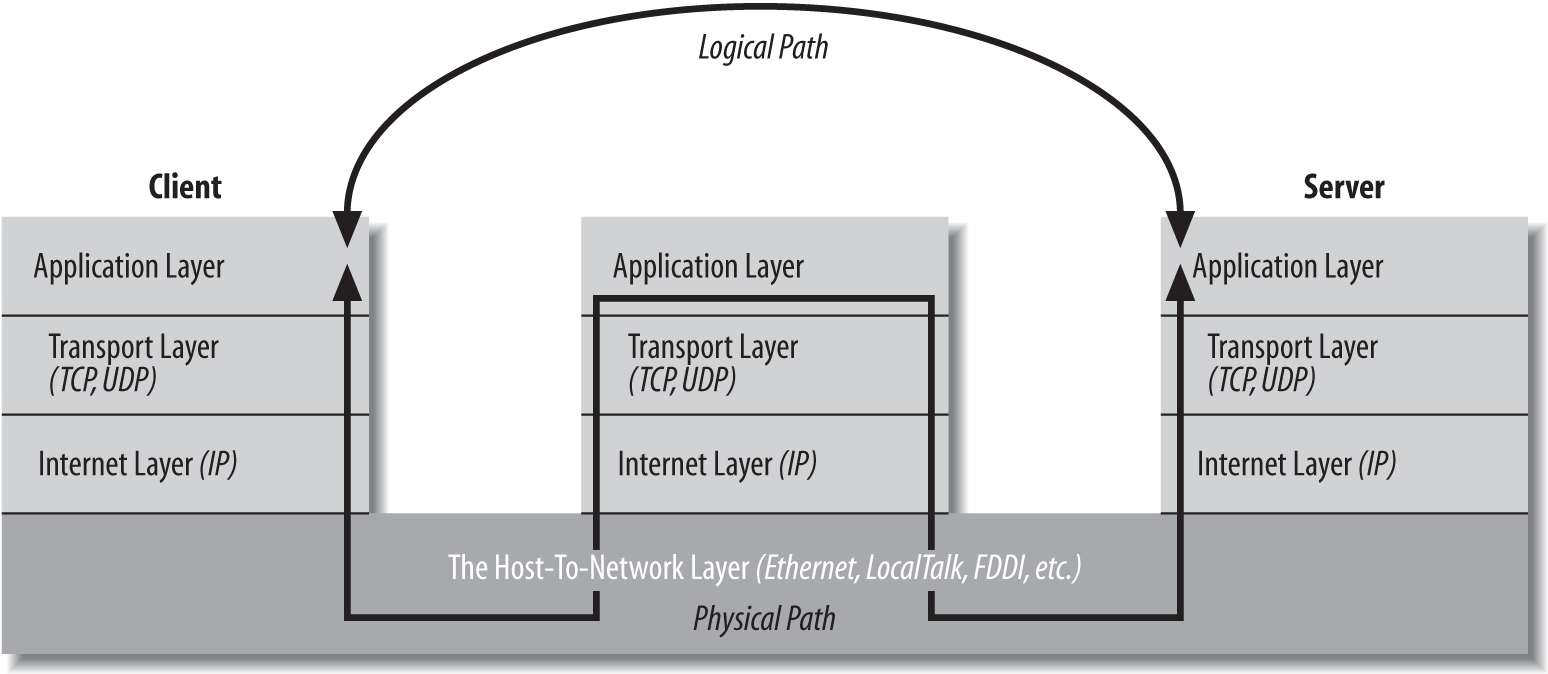 Logical Path
Client
Server
Application Layer
Application Layer
Application Layer
Transport Layer
(TCP, UDP)
Transport Layer
(TCP, UDP)
Transport Layer
(TCP, UDP)
Internet Layer (IP)
Internet Layer (IP)
Internet Layer (IP)
The Host-To-Network Layer (Ethernet, LocalTalk, FDDI, etc.)
Physical Path